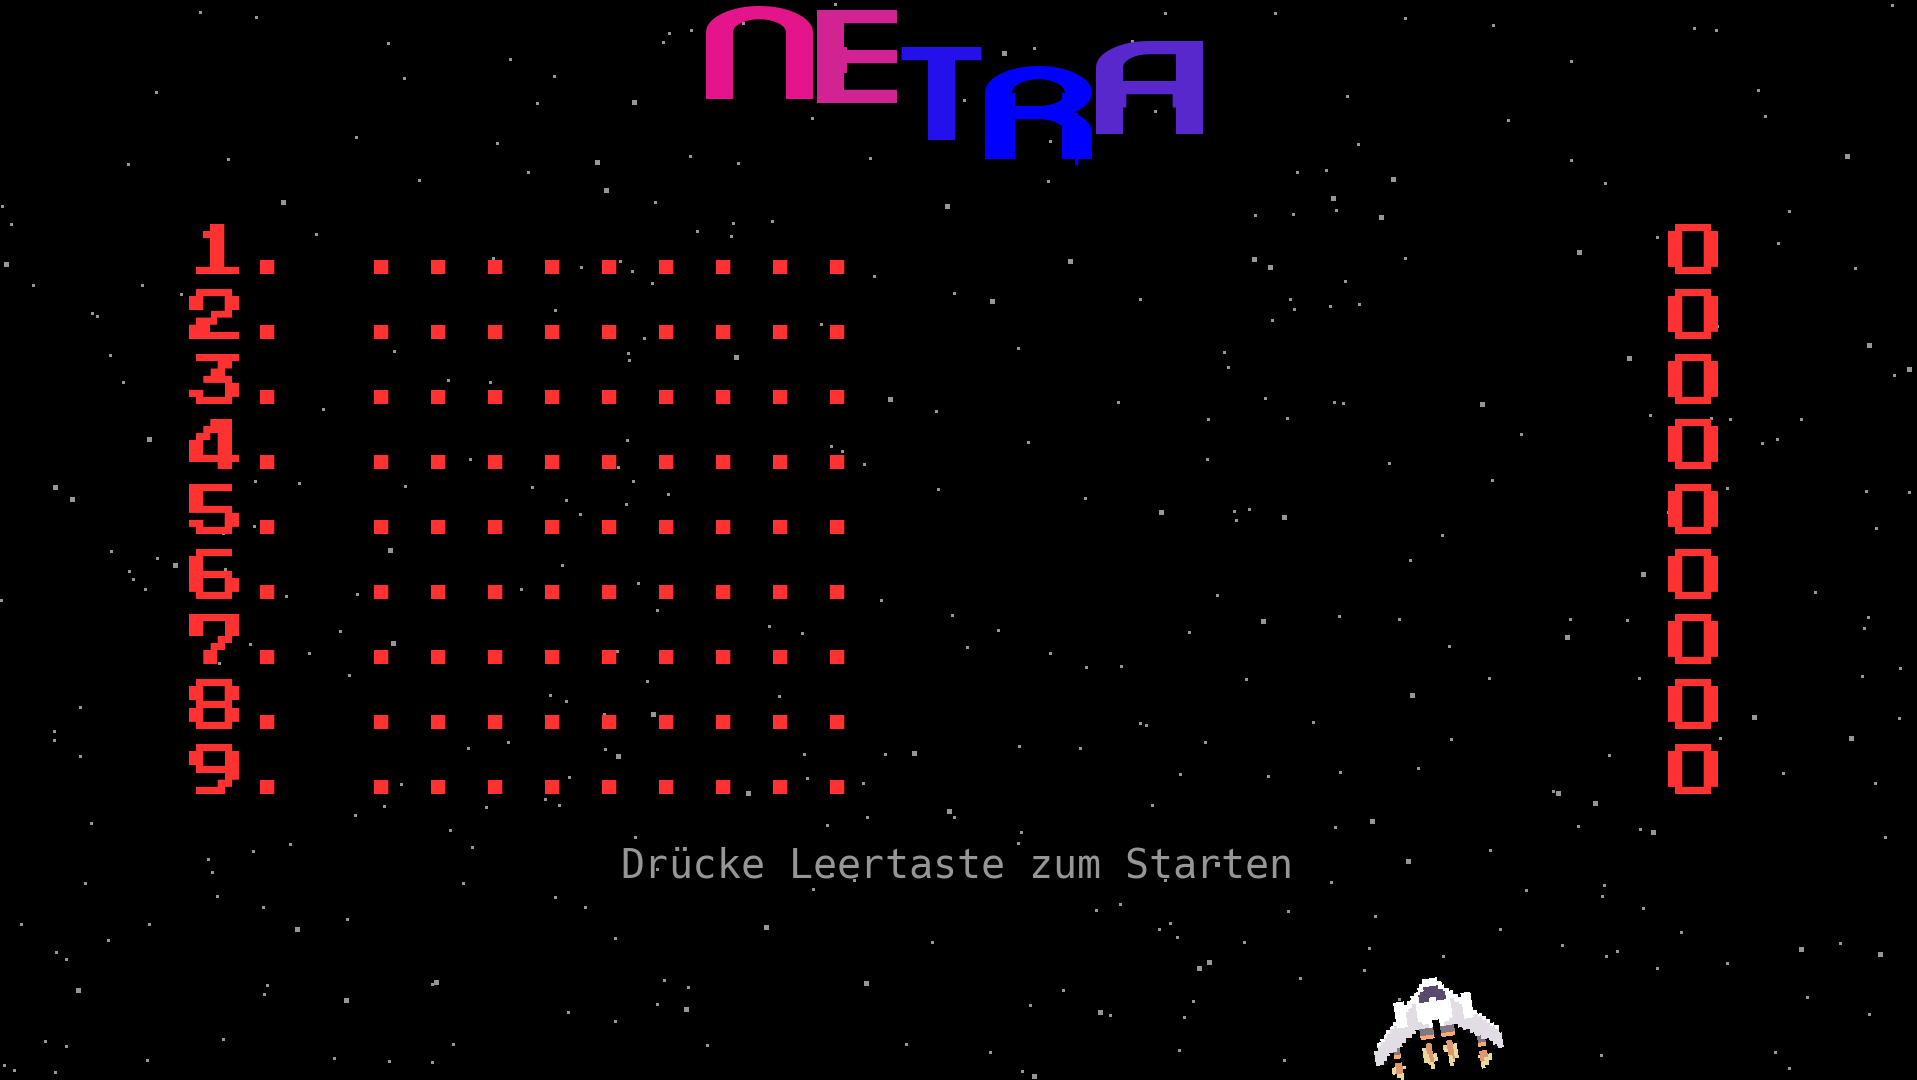 NETRA
1. ......... 0
2. ......... 0
3. ......... 0
4. ......... 0
5. ......... 0
6. ......... 0
7. ......... 0
8. ......... 0
9. ......... 0
Drücke Leertaste zum Starten